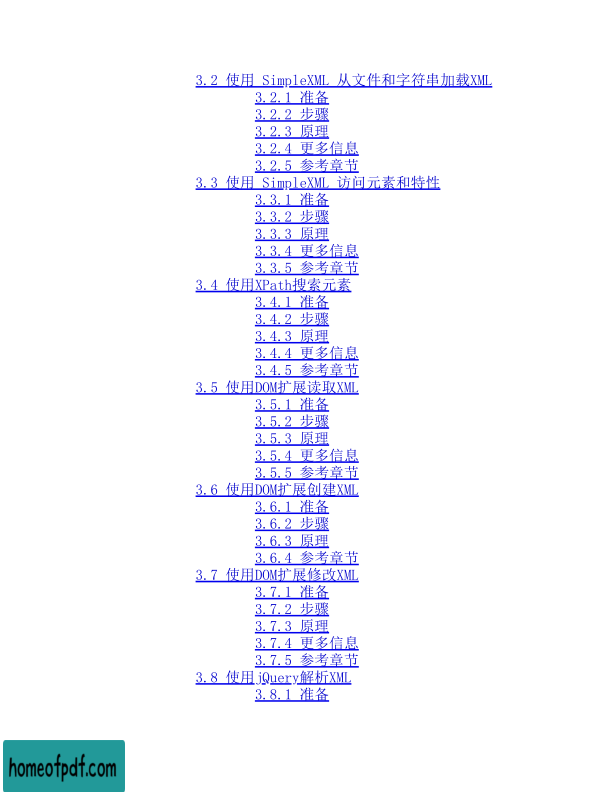 3.2 使用 SimpleXML 从文件和字符串加载XML
3.2.1 准备
3.2.2 步骤
3.2.3 原理
3.2.4 更多信息
3.2.5 参考章节
3.3 使用 SimpleXML 访问元素和特性
3.3.1 准备
3.3.2 步骤
3.3.3 原理
3.3.4 更多信息
3.3.5 参考章节
3.4 使用XPath搜索元素
3.4.1 准备
3.4.2 步骤
3.4.3 原理
3.4.4 更多信息
3.4.5 参考章节
3.5 使用DOM扩展读取XML
3.5.1 准备
3.5.2 步骤
3.5.3 原理
3.5.4 更多信息
3.5.5 参考章节
3.6 使用DOM扩展创建XML
3.6.1 准备
3.6.2 步骤
3.6.3 原理
3.6.4 参考章节
3.7 使用DOM扩展修改XML
3.7.1 准备
3.7.2 步骤
3.7.3 原理
3.7.4 更多信息
3.7.5 参考章节
3.8 使用jQuery解析XML
3.8.1 准备
homeofpdf.com